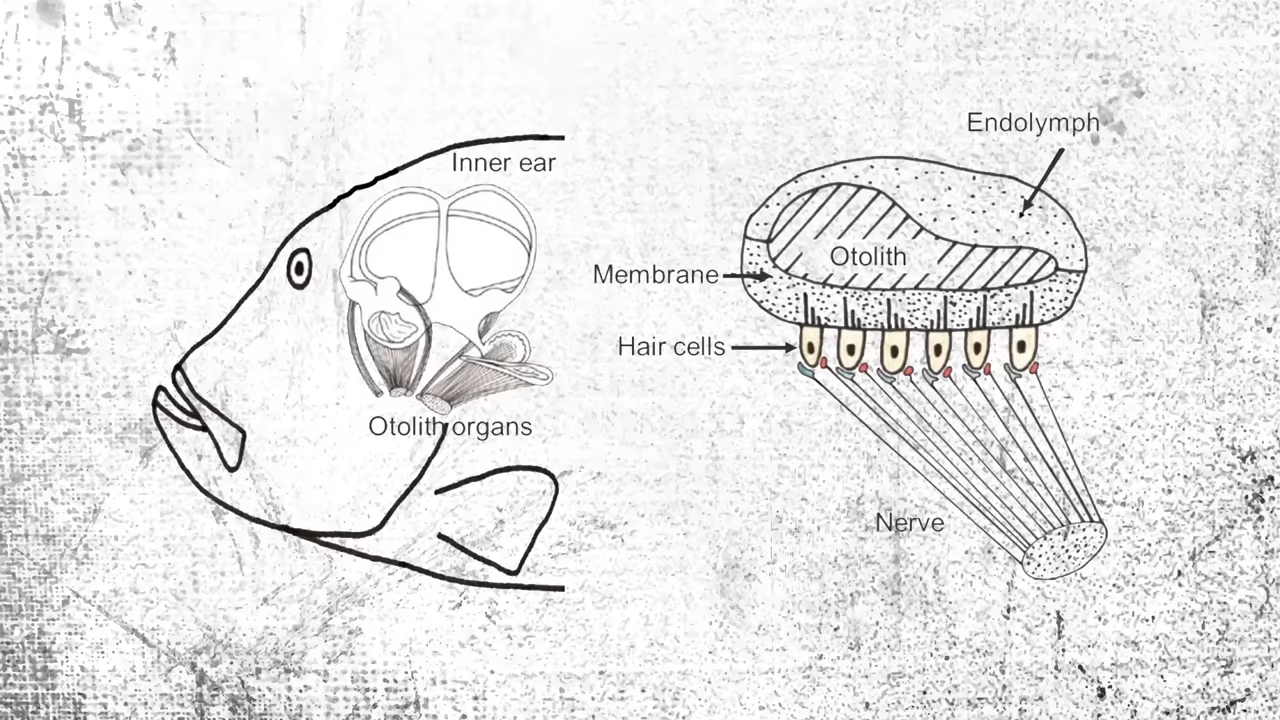 Inner ear
Otolith organs
Endolymph
Otolith
Membrane
Hair cells
Nerve